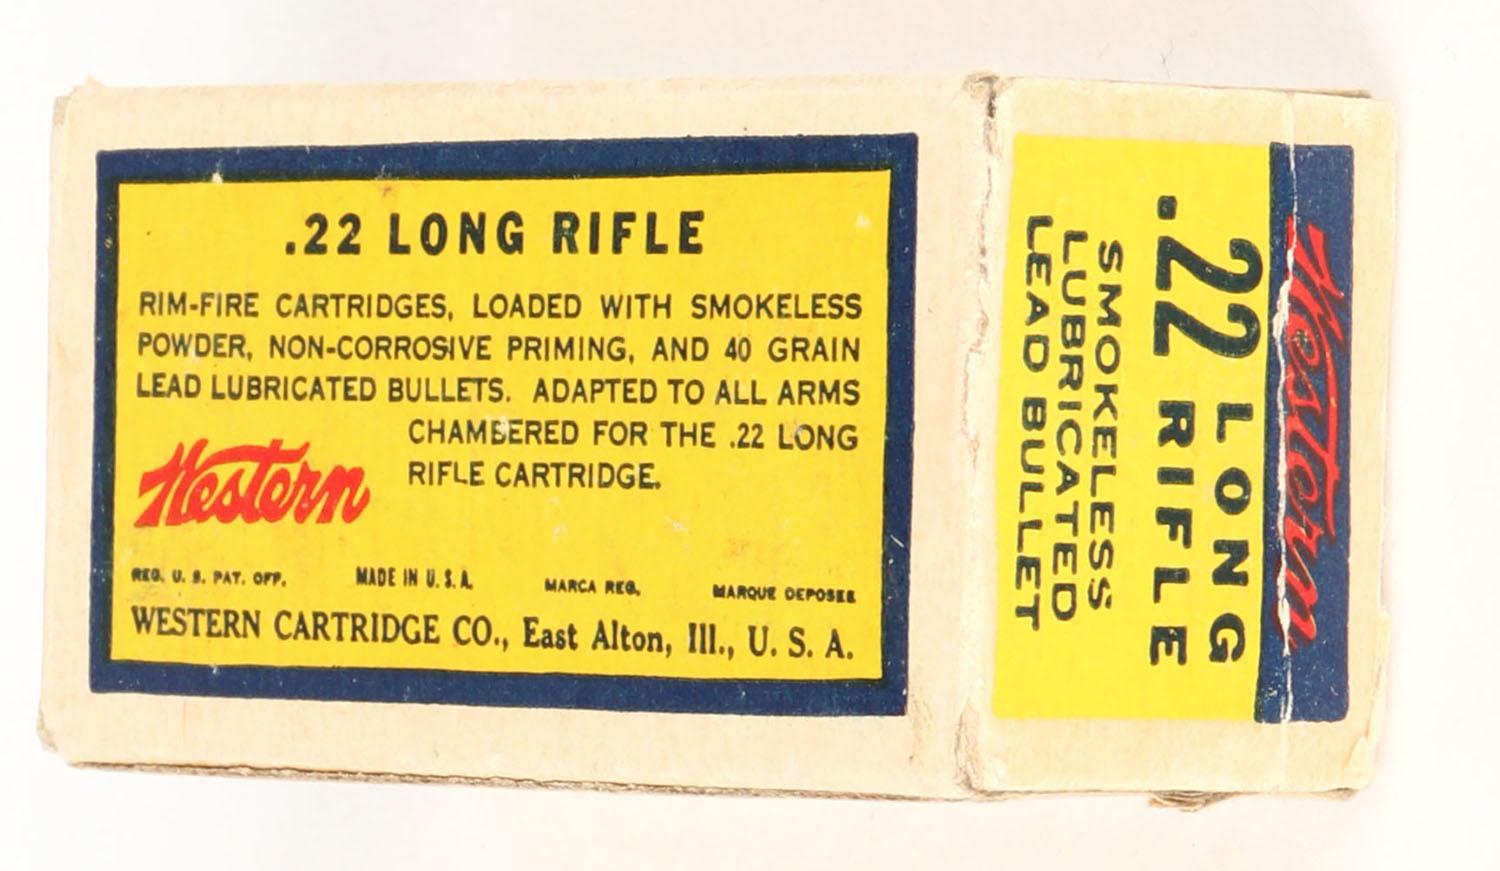 .22 LONG RIFLE
RIM-FIRE CARTRIDGES, LOADED WITH SMOKELESS
POWDER, NON-CORROSIVE PRIMING, AND 40 GRAIN
LEAD LUBRICATED BULLETS. ADAPTED TO ALL ARMS
CHAMBERED FOR THE .22 LONG
RIFLE CARTRIDGE.
Western
REG. U. S. PAT. OFF. MADE IN U.S.A. MARCA REG. MARQUE DEPOSEE
WESTERN CARTRIDGE CO., East Alton, Ill., U. S. A.
Western
.22 LONG
RIFLE
SMOKELESS
LUBRICATED
LEAD BULLET